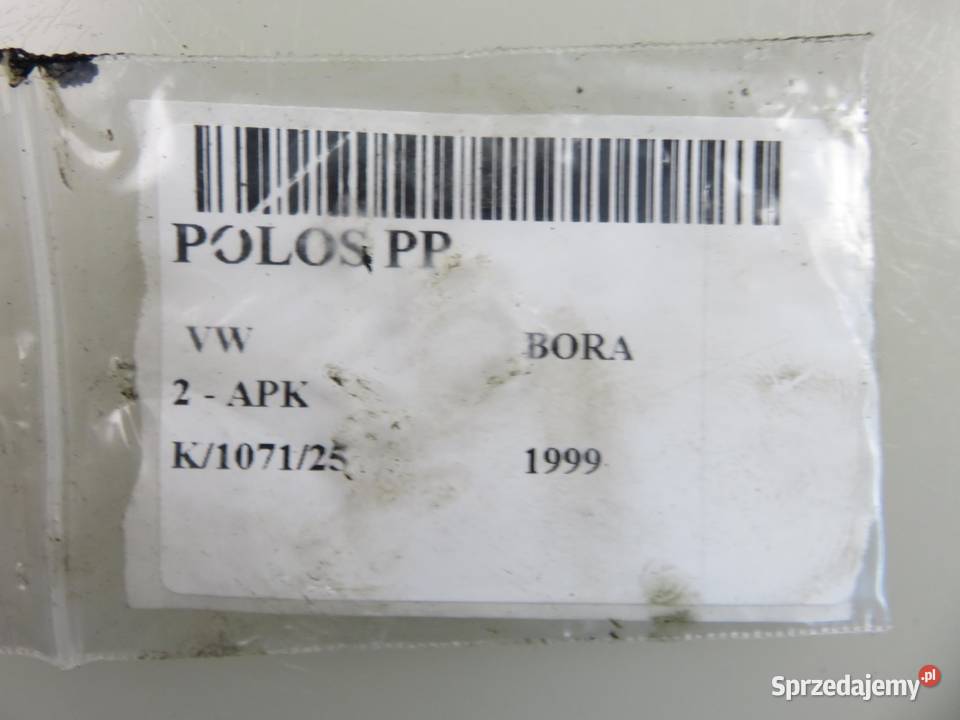 POLOS PP
VW BORA
2 - APK
K/1071/25 1999
Sprzedajemy.pl